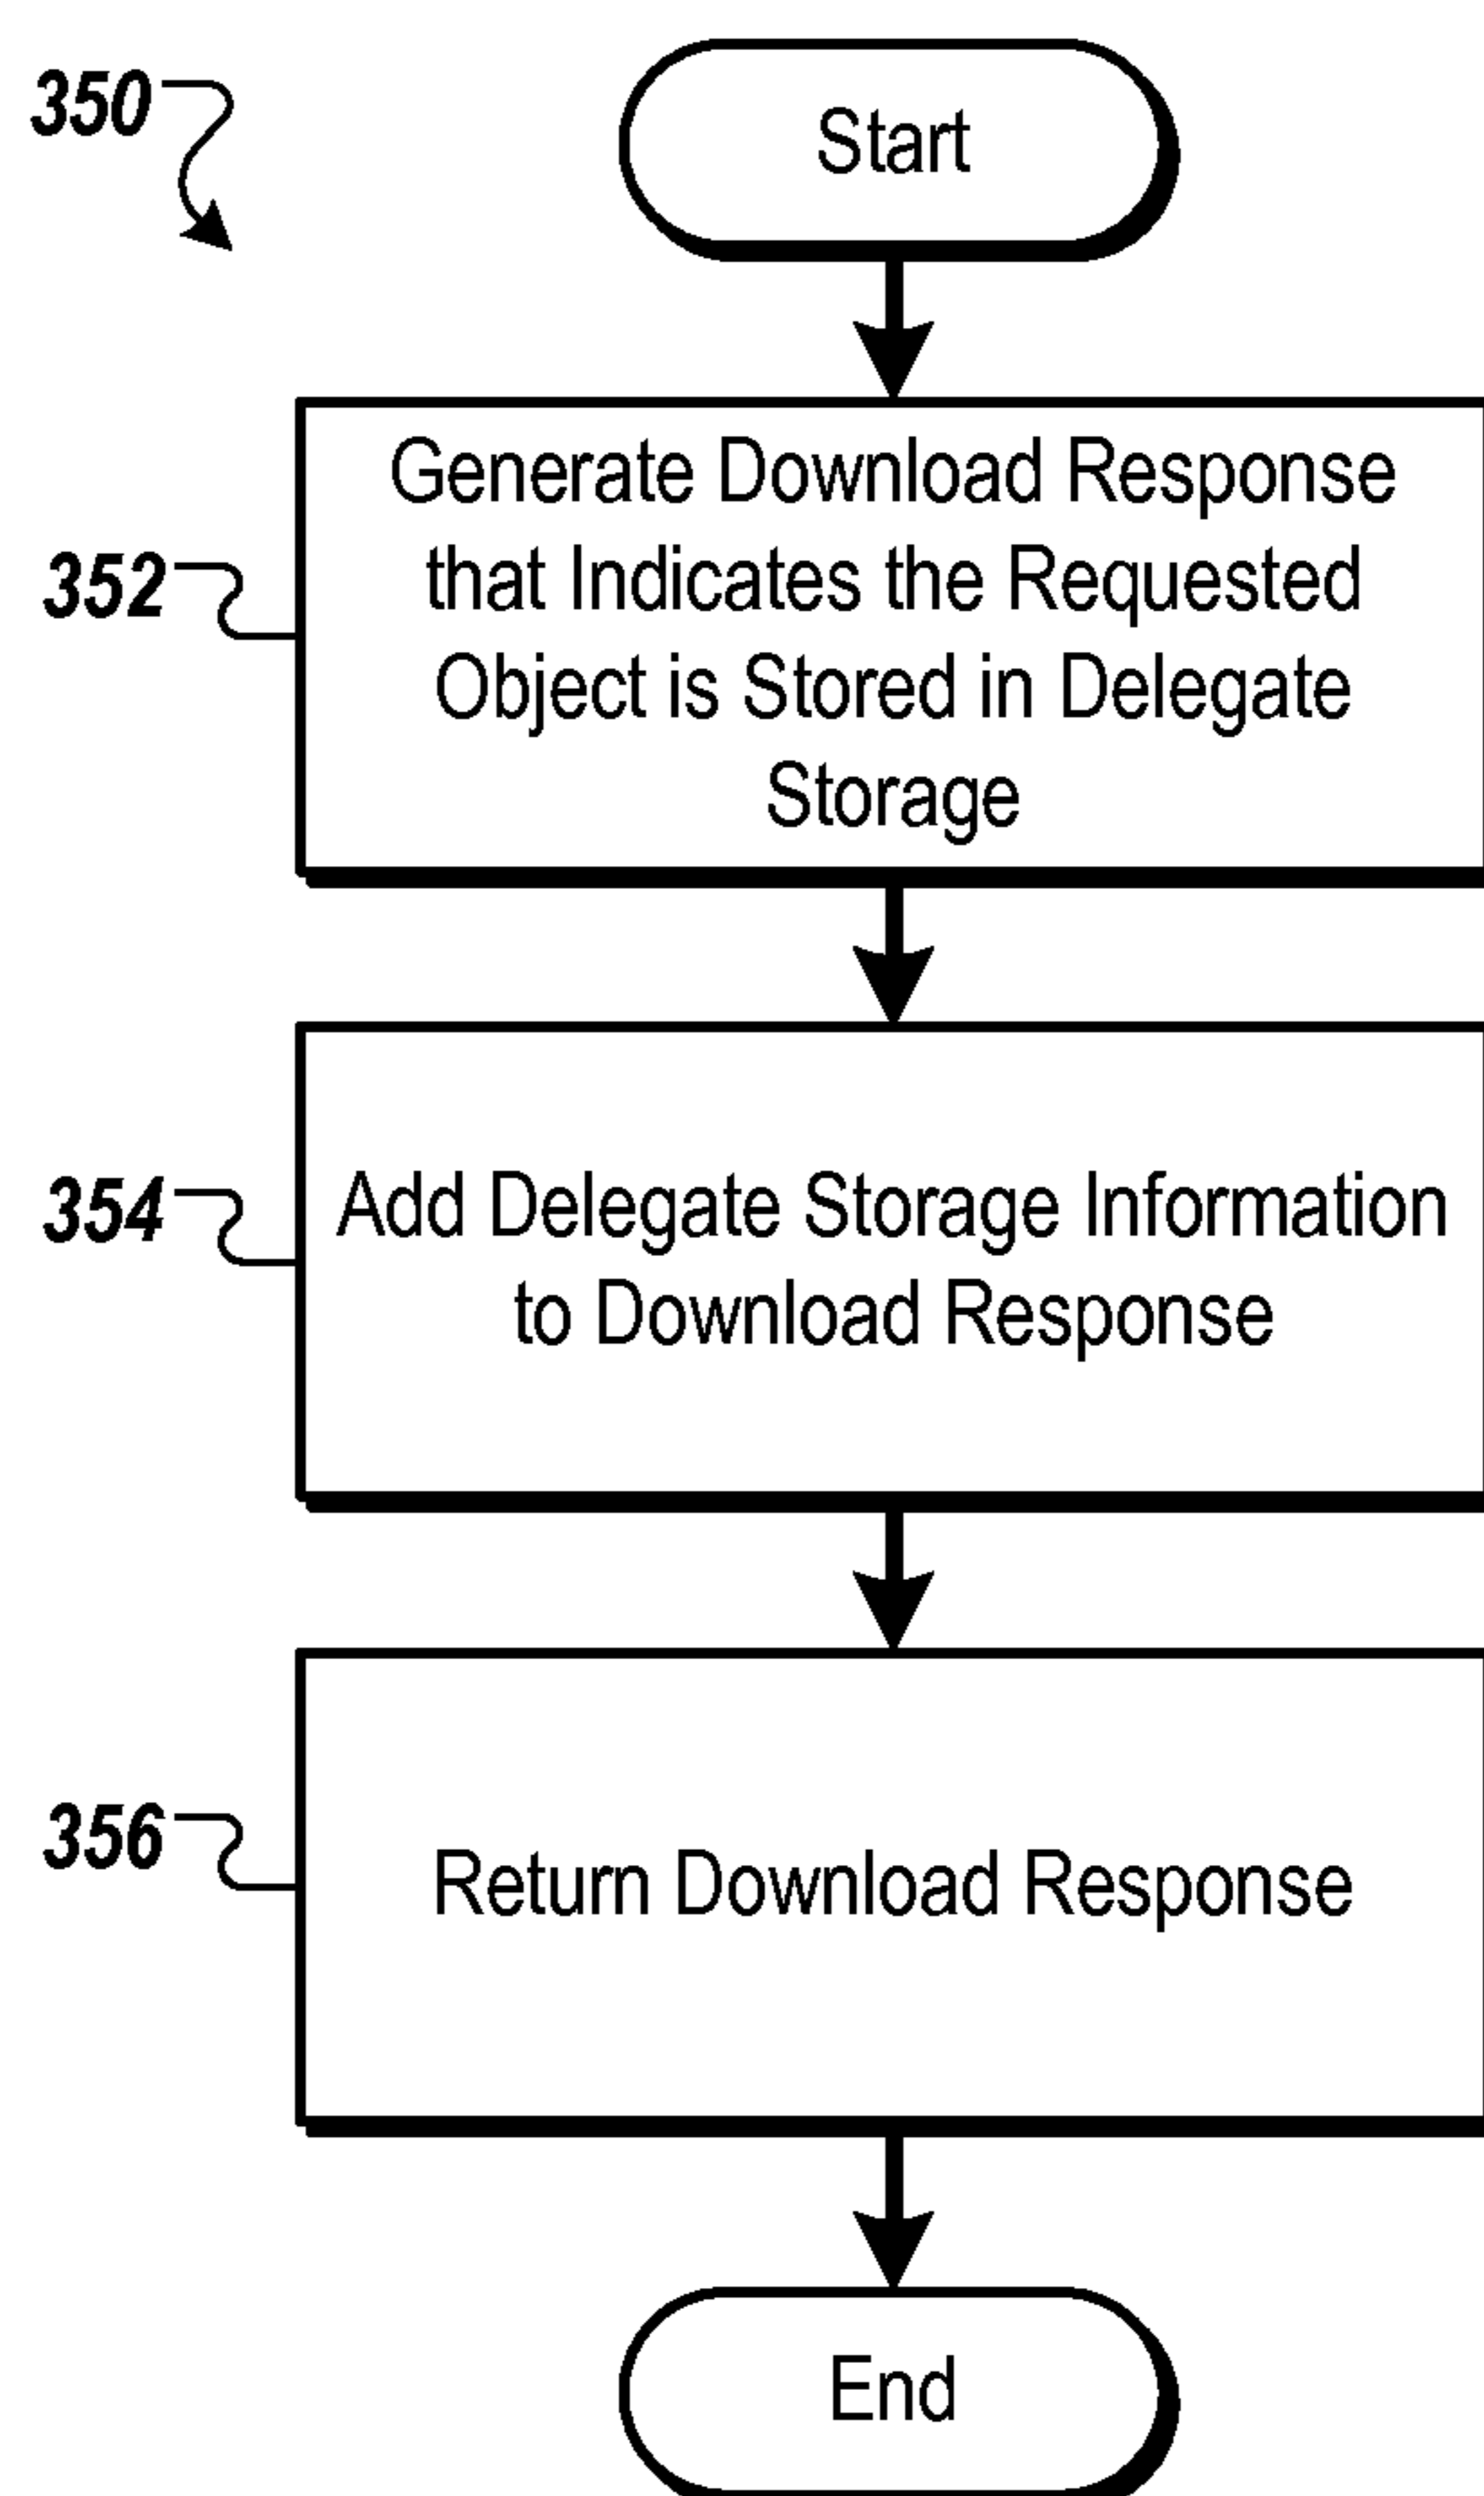 350
Start
352
Generate Download Response
that Indicates the Requested
Object is Stored in Delegate
Storage
354
Add Delegate Storage Information
to Download Response
356
Return Download Response
End